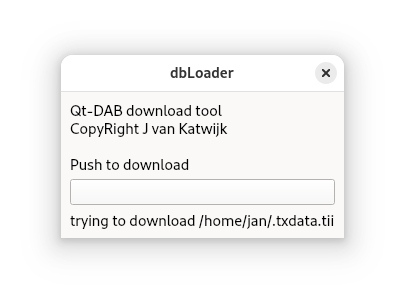 dbLoader
Qt-DAB download tool
CopyRight J van Katwijk
Push to download
trying to download /home/jan/.txdata.tii